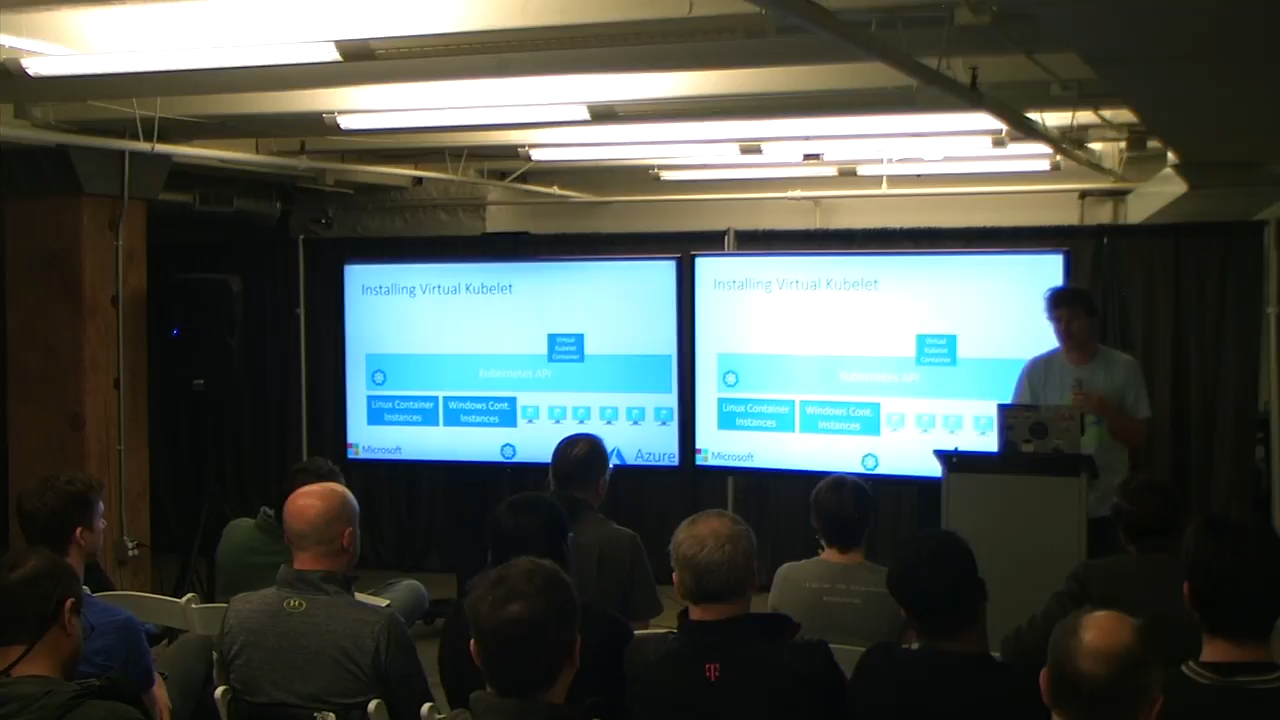 Installing Virtual Kubelet
Virtual
Kubelet
Container
Kubernetes API
Linux Container
Instances
Windows Cont.
Instances
Microsoft
Azure
Installing Virtual Kubelet
Virtual
Kubelet
Container
Kubernetes API
Linux Container
Instances
Windows Cont.
Instances
Microsoft
T